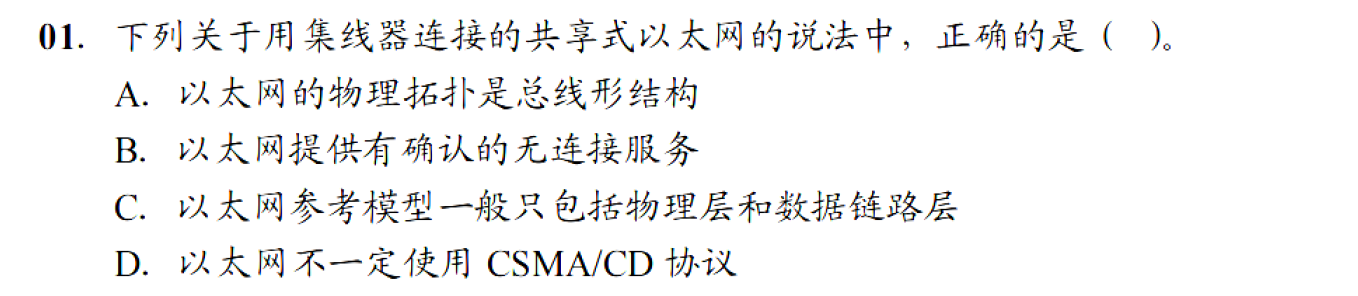 01. 下列关于用集线器连接的共享式以太网的说法中，正确的是（ ）。
A. 以太网的物理拓扑是总线形结构
B. 以太网提供有确认的无连接服务
C. 以太网参考模型一般只包括物理层和数据链路层
D. 以太网不一定使用 CSMA/CD 协议